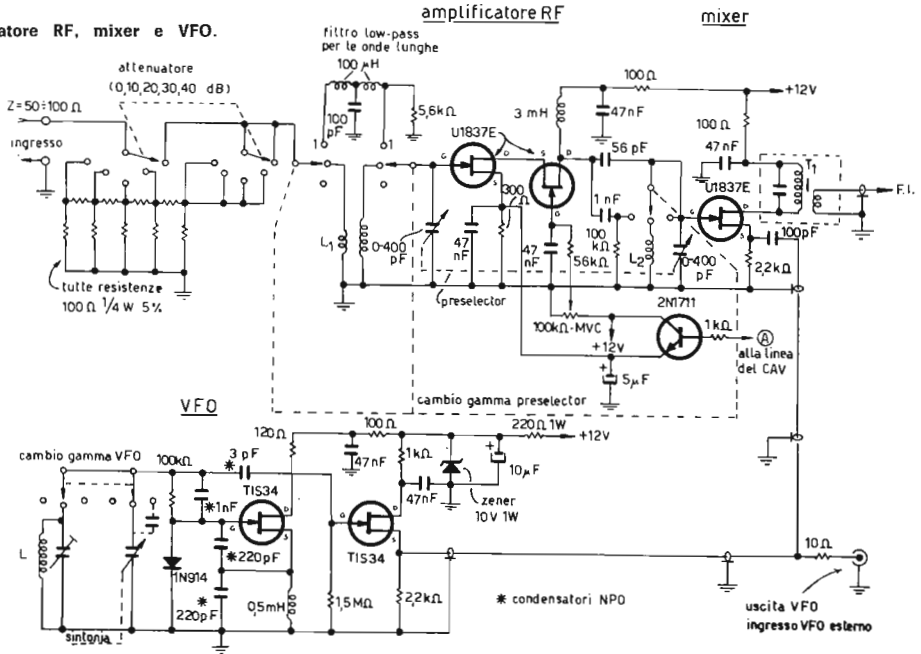 atore RF, mixer e VFO.
amplificatore RF
mixer
filtro low-pass
per le onde lunghe
100 μH
attenuatore
(0,10,20,30,40 dB)
Z=50÷100 Ω
ingresso
100
pF
5,6kΩ
1
1
3 mH
47nF
100Ω
+12V
100Ω
47 nF
T1
U1837E
G
D
S
S
D
G
56 pF
1 nF
100
kΩ
L2
U1837E
G
D
S
F.I.
100pF
0-400
pF
2,2kΩ
300
Ω
L1
0-400
pF
47
nF
47
nF
56kΩ
preselector
tutte resistenze
100Ω 1/4 W 5%
100kΩ-MVC
+12V
2N1711
1kΩ
A
alla linea
del CAV
+
5μF
cambio gamma preselector
VFO
120Ω
100Ω
220Ω 1W
+12V
cambio gamma VFO
100kΩ
* 3 pF
47nF
1kΩ
+
10μF
*1nF
TIS34
G
D
S
47nF
zener
10V 1W
L
1N914
*
220pF
*
220pF
0,5mH
1,5MΩ
G
D
S
TIS34
2,2kΩ
10Ω
* condensatori NPO
uscita VFO
ingresso VFO esterno
sintonia